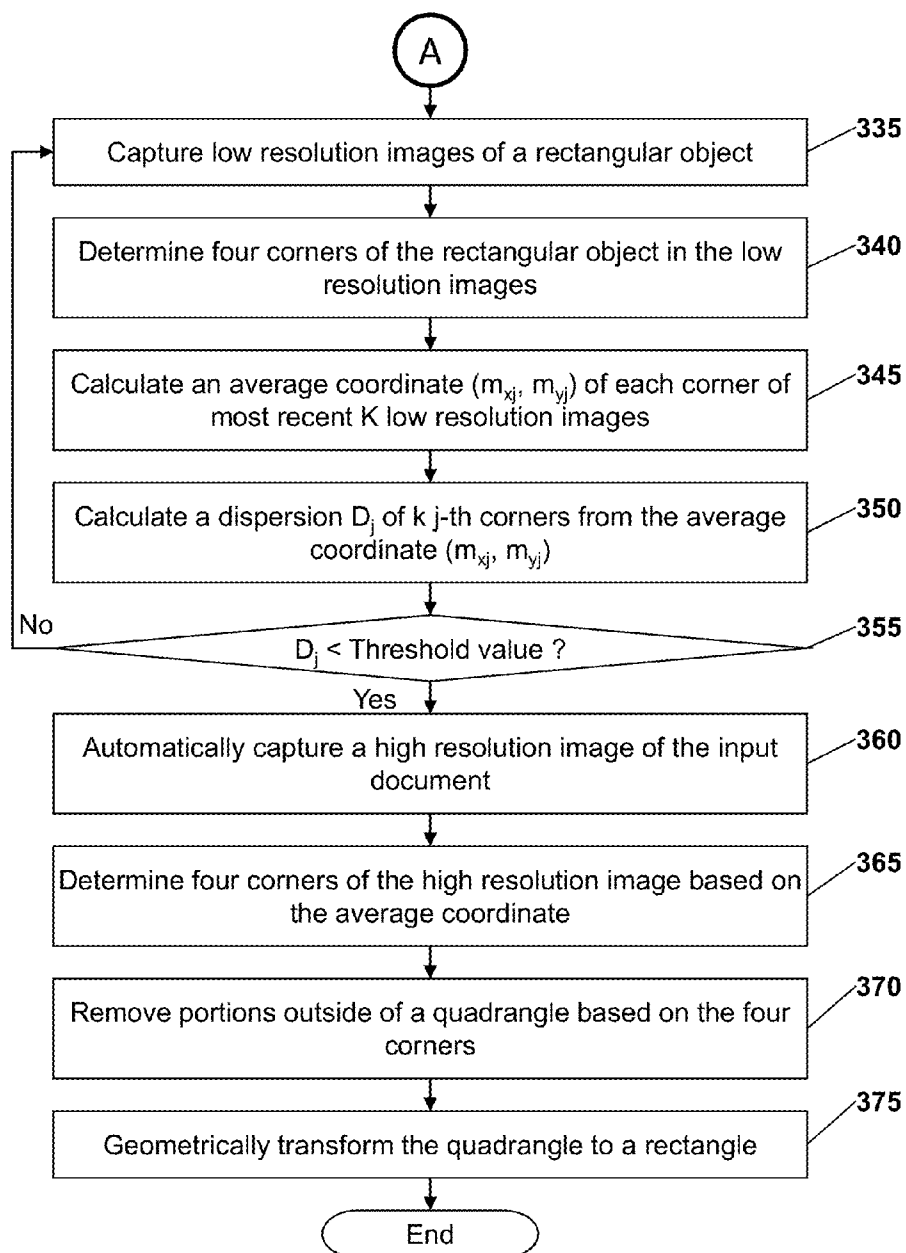 A
335
Capture low resolution images of a rectangular object
340
Determine four corners of the rectangular object in the low
resolution images
345
Calculate an average coordinate (mxj, myj) of each corner of
most recent K low resolution images
350
Calculate a dispersion Dj of k j-th corners from the average
coordinate (mxj, myj)
No
355
Dj < Threshold value ?
Yes
360
Automatically capture a high resolution image of the input
document
365
Determine four corners of the high resolution image based on
the average coordinate
370
Remove portions outside of a quadrangle based on the four
corners
375
Geometrically transform the quadrangle to a rectangle
End